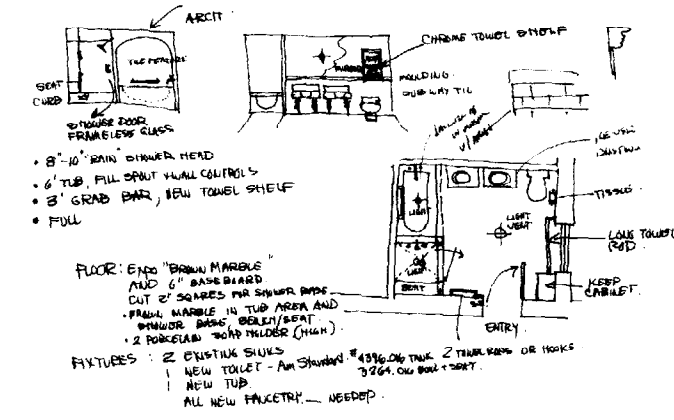 ARCH
CHROME TOWEL SHELF
TILE
MOULDING
SUBWAY TIL
SEAT
CURB
SHOWER DOOR
FRAMELESS GLASS
• 8"-10" "RAIN" SHOWER HEAD
• 6' TUB, FILL SPOUT & WALL CONTROLS
• 3' GRAB BAR, NEW TOWEL SHELF
• FULL
LIGHT
LIGHT
VENT
TISSUE
LONG TOWEL
ROD.
LIGHT
SEAT
KEEP
CABINET.
ENTRY
FLOOR: EXPO "BROWN MARBLE"
AND 6" BASEBOARD
CUT 2" SQUARES FOR SHOWER BASE
• BROWN MARBLE IN TUB AREA AND
SHOWER BASE, BENCH/SEAT.
• 2 PORCELAIN SOAP HOLDER (HIGH).
FIXTURES: 2 EXISTING SINKS
1 NEW TOILET - Am Standard. #4396.016 TANK 2 TOWEL BARS OR HOOKS
3264.016 BOWL + SEAT.
1 NEW TUB.
ALL NEW FAUCETRY NEEDED.